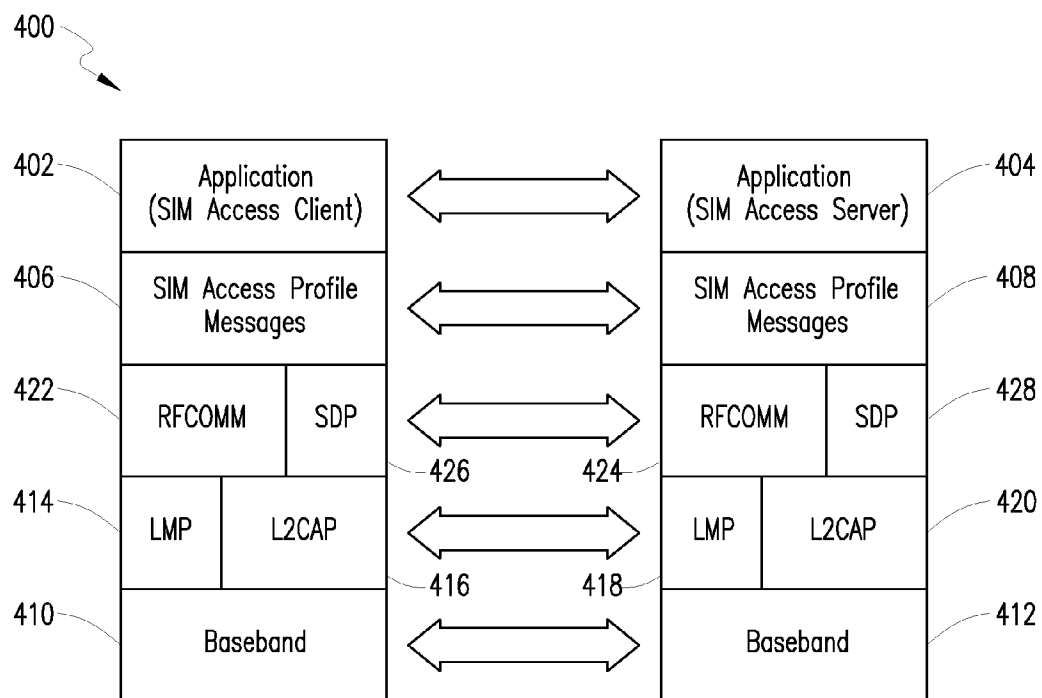 400
402
Application
(SIM Access Client)
Application
(SIM Access Server)
404
406
SIM Access Profile
Messages
SIM Access Profile
Messages
408
422
RFCOMM
SDP
RFCOMM
SDP
428
426
424
414
LMP
L2CAP
LMP
L2CAP
420
416
418
410
Baseband
Baseband
412